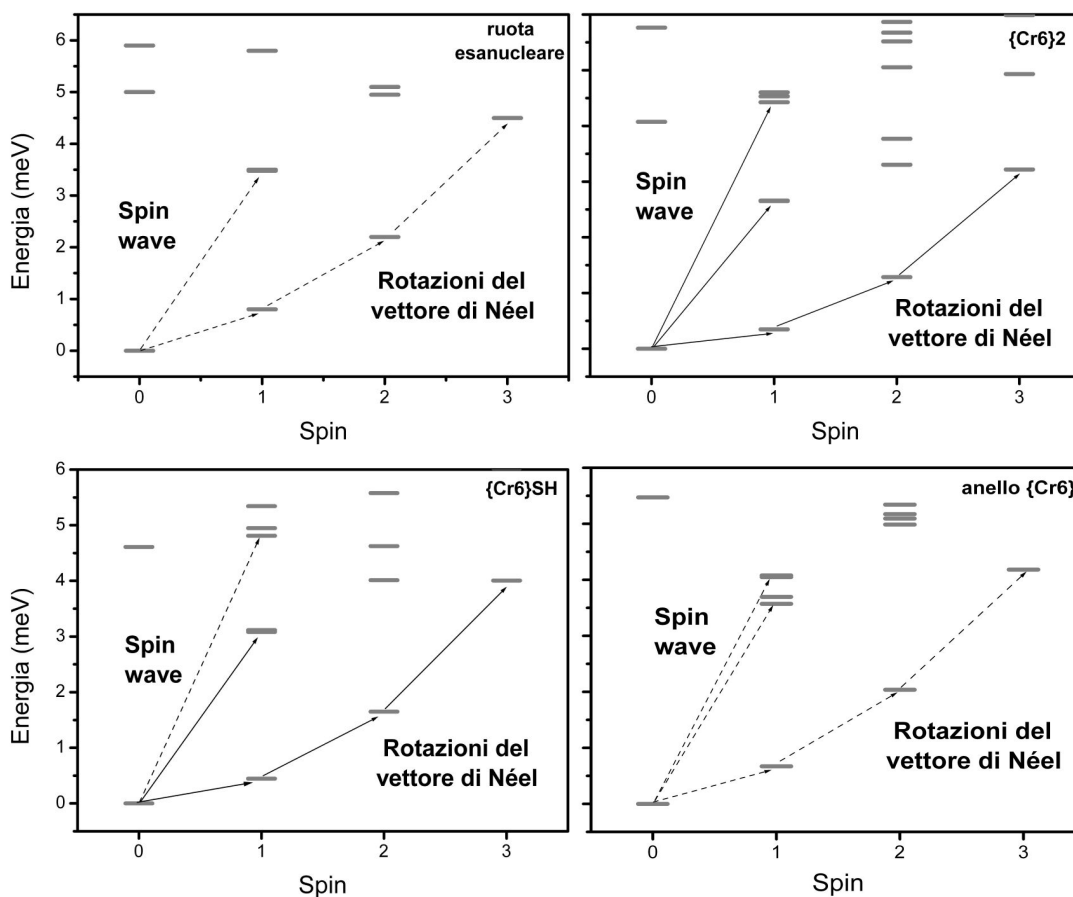 ruota
esanucleare
6
5
4
3
2
1
0
Energia (meV)
Spin
wave
Rotazioni del
vettore di Néel
0
1
2
3
Spin
{Cr6}2
Spin
wave
Rotazioni del
vettore di Néel
0
1
2
3
Spin
{Cr6}SH
6
5
4
3
2
1
0
Energia (meV)
Spin
wave
Rotazioni del
vettore di Néel
0
1
2
3
Spin
anello {Cr6}
Spin
wave
Rotazioni del
vettore di Néel
0
1
2
3
Spin